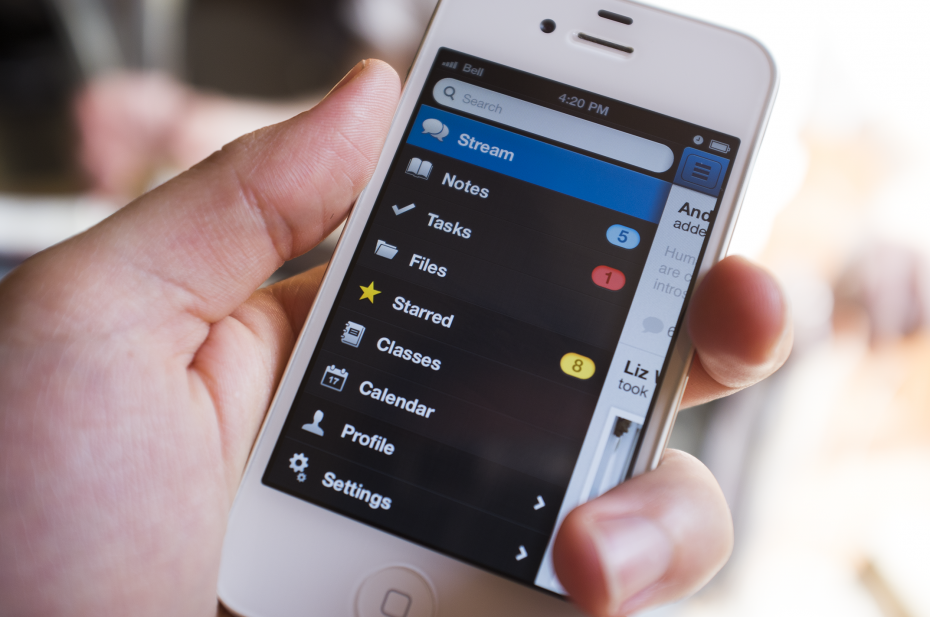 Bell 4:20 PM
Search
Stream
Notes 5
Tasks 1
Files
Starred 8
Classes
17 Calendar
Profile
Settings
And
adde
Hum
are c
intros
6
Liz
took